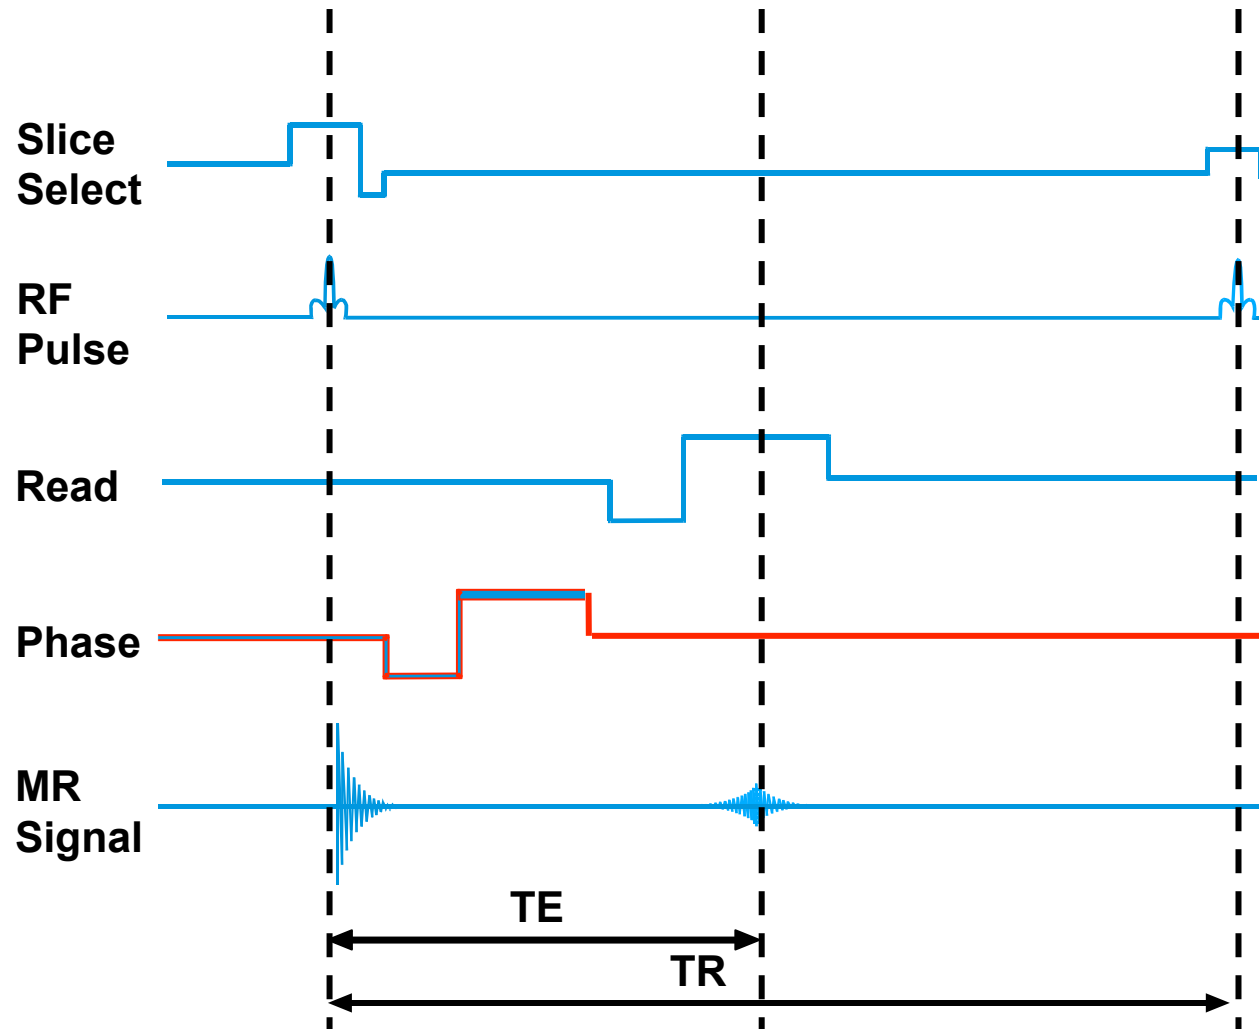 Slice
Select
RF
Pulse
Read
Phase
MR
Signal
TE
TR